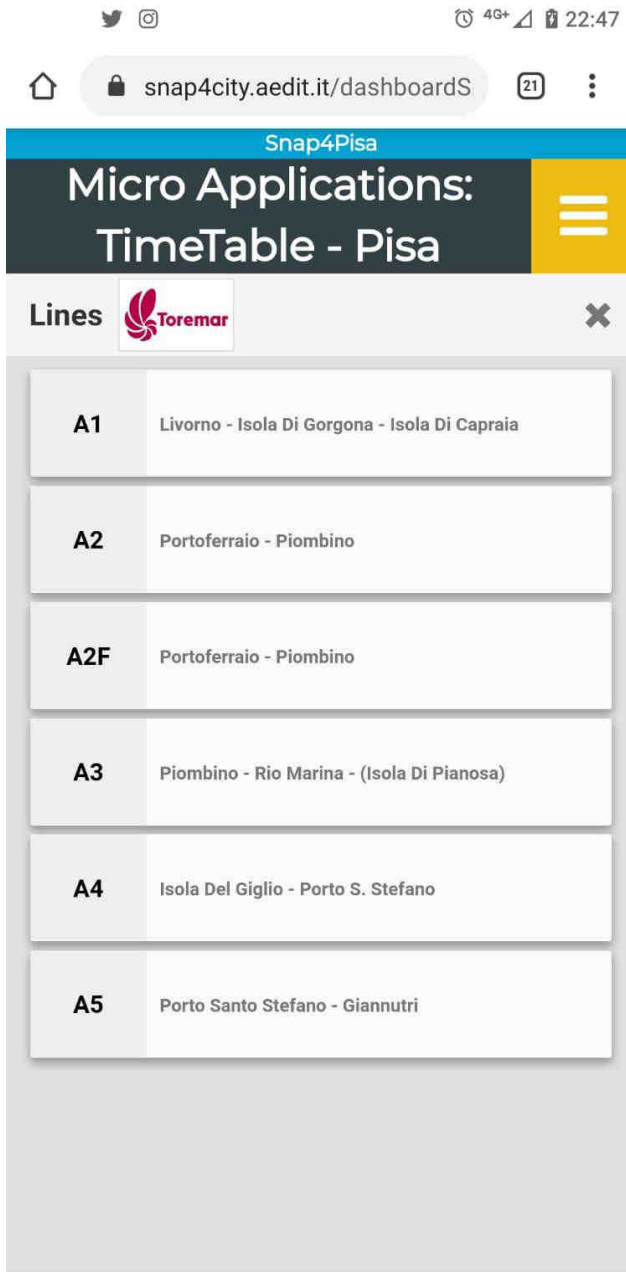 4G+ 22:47
snap4city.aedit.it/dashboardS 21
Snap4Pisa
Micro Applications:
TimeTable - Pisa
Lines Toremar
A1 Livorno - Isola Di Gorgona - Isola Di Capraia
A2 Portoferraio - Piombino
A2F Portoferraio - Piombino
A3 Piombino - Rio Marina - (Isola Di Pianosa)
A4 Isola Del Giglio - Porto S. Stefano
A5 Porto Santo Stefano - Giannutri